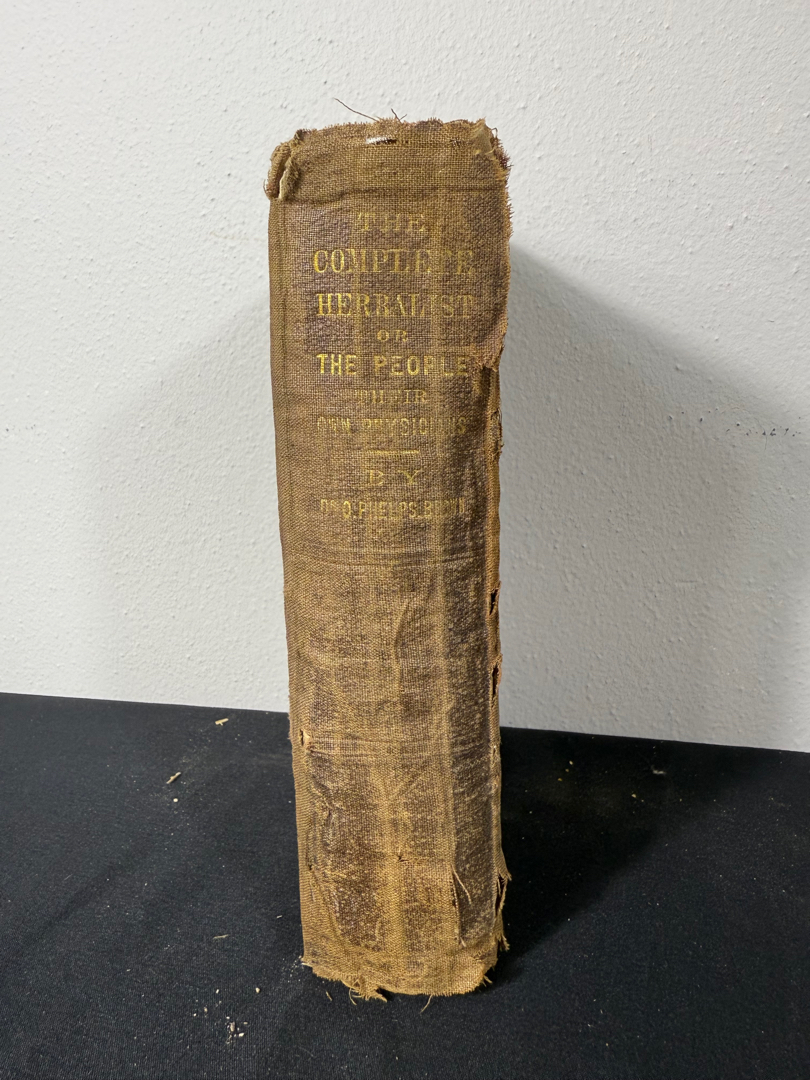 THE
COMPLETE
HERBALIST
OR
THE PEOPLE
THEIR
OWN PHYSICIANS
BY
DR O. PHELPS. BROWN